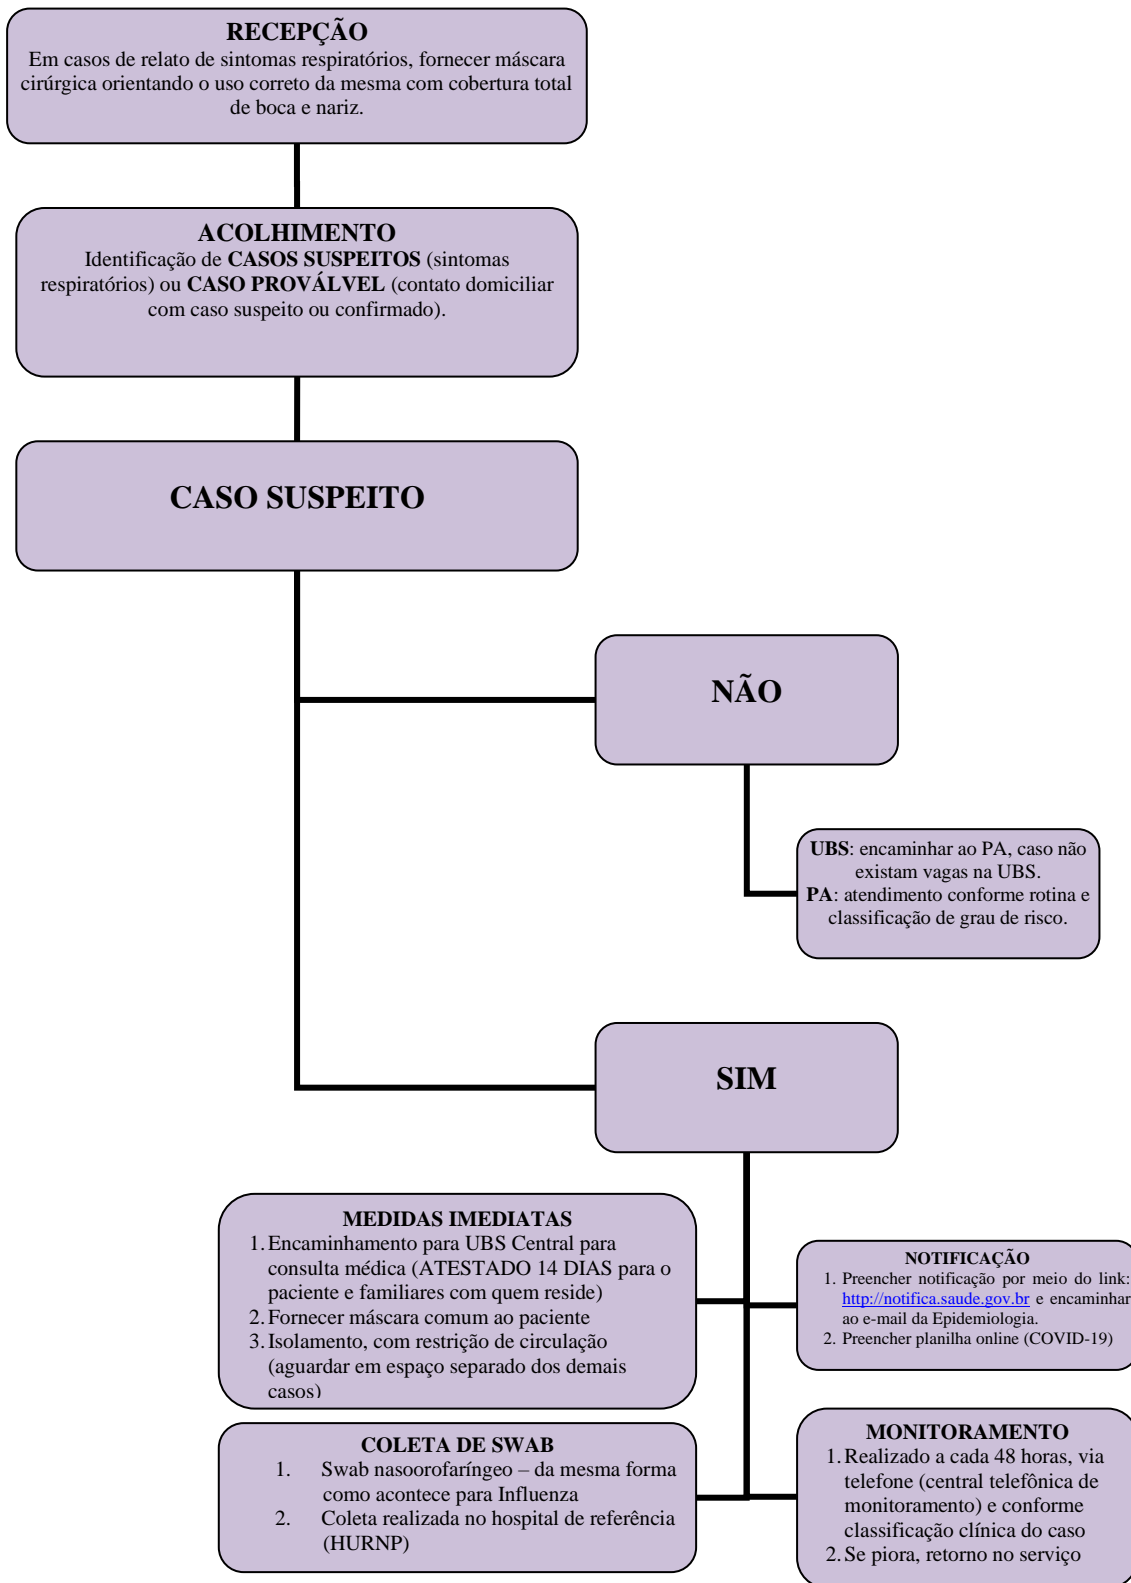 RECEPÇÃO
Em casos de relato de sintomas respiratórios, fornecer máscara
cirúrgica orientando o uso correto da mesma com cobertura total
de boca e nariz.
ACOLHIMENTO
Identificação de CASOS SUSPEITOS (sintomas
respiratórios) ou CASO PROVÁLVEL (contato domiciliar
com caso suspeito ou confirmado).
CASO SUSPEITO
NÃO
UBS: encaminhar ao PA, caso não
existam vagas na UBS.
PA: atendimento conforme rotina e
classificação de grau de risco.
SIM
MEDIDAS IMEDIATAS
1. Encaminhamento para UBS Central para
consulta médica (ATESTADO 14 DIAS para o
paciente e familiares com quem reside)
2. Fornecer máscara comum ao paciente
3. Isolamento, com restrição de circulação
(aguardar em espaço separado dos demais
casos)
NOTIFICAÇÃO
1. Preencher notificação por meio do link:
http://notifica.saude.gov.br e encaminhar
ao e-mail da Epidemiologia.
2. Preencher planilha online (COVID-19)
COLETA DE SWAB
1. Swab nasoorofaríngeo – da mesma forma
como acontece para Influenza
2. Coleta realizada no hospital de referência
(HURNP)
MONITORAMENTO
1. Realizado a cada 48 horas, via
telefone (central telefônica de
monitoramento) e conforme
classificação clínica do caso
2. Se piora, retorno no serviço